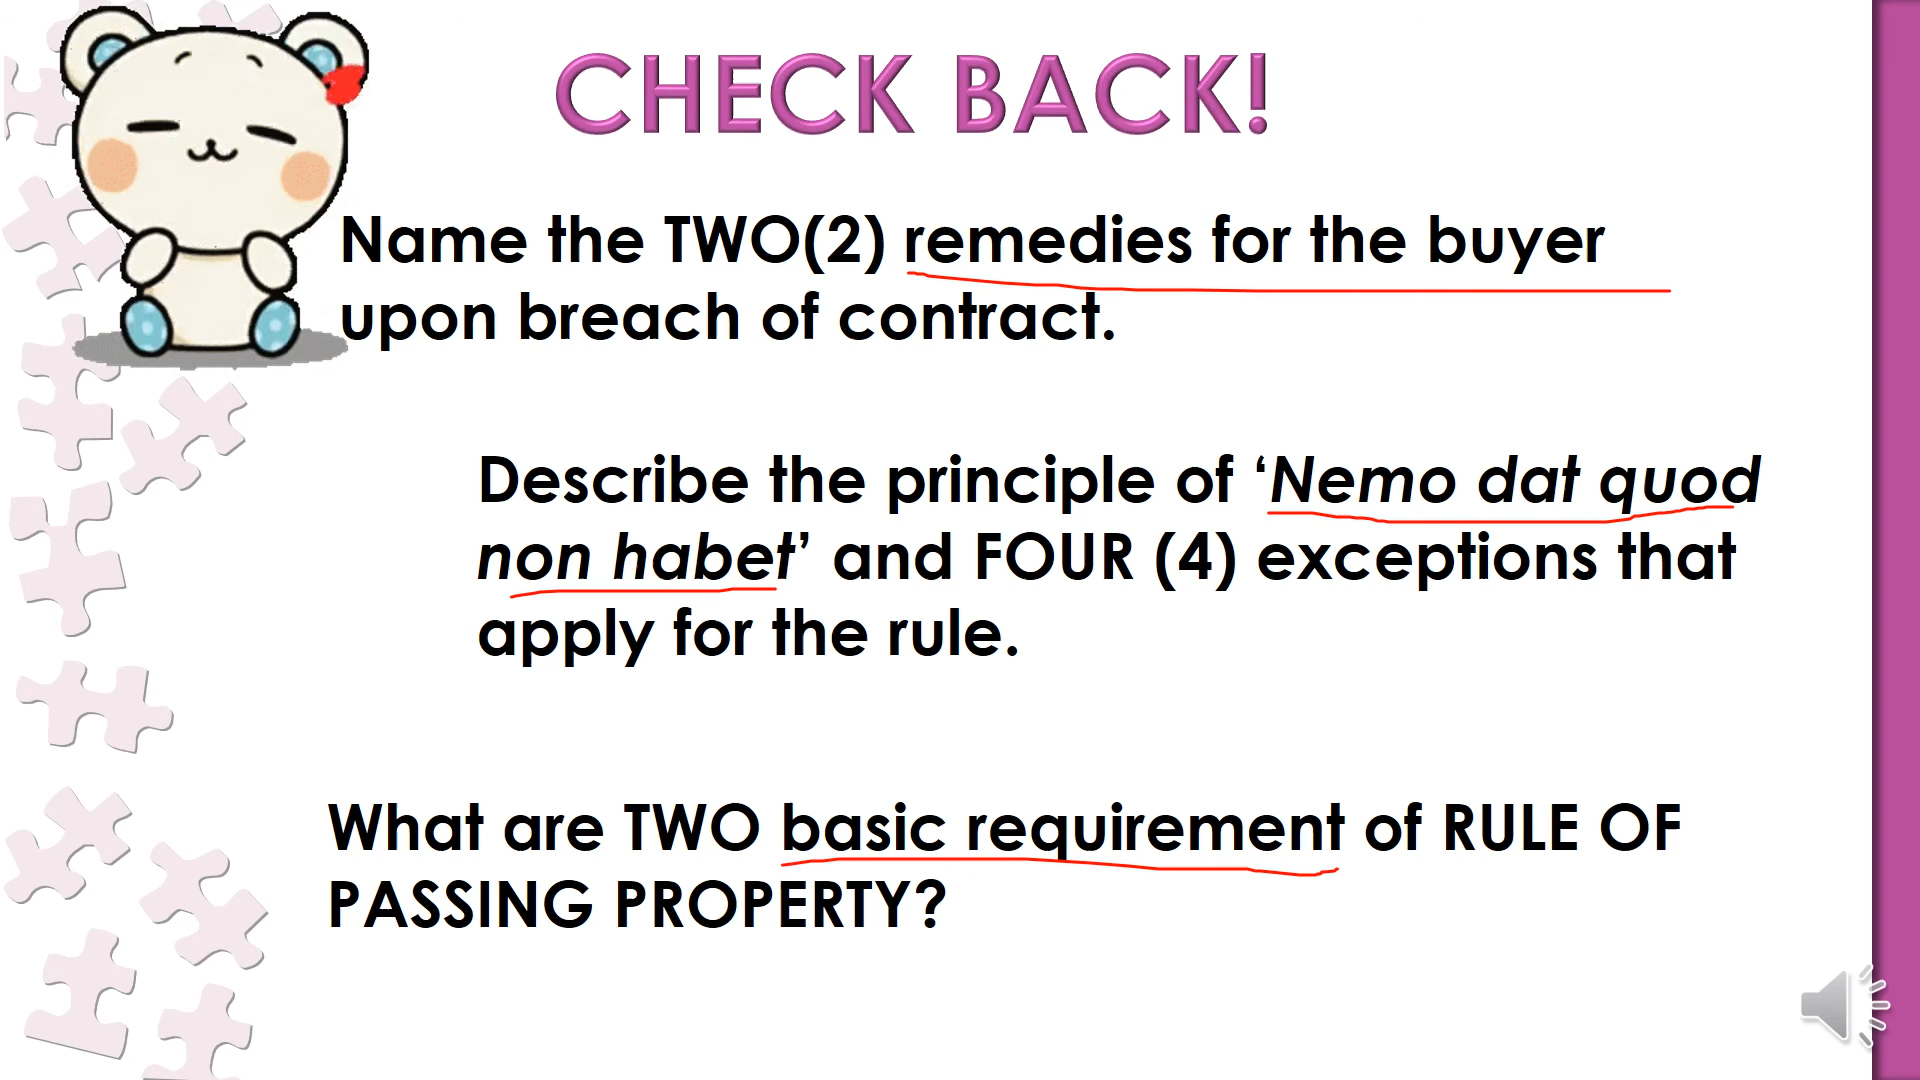 CHECK BACK!
Name the TWO(2) remedies for the buyer
upon breach of contract.
Describe the principle of ‘Nemo dat quod
non habet’ and FOUR (4) exceptions that
apply for the rule.
What are TWO basic requirement of RULE OF
PASSING PROPERTY?